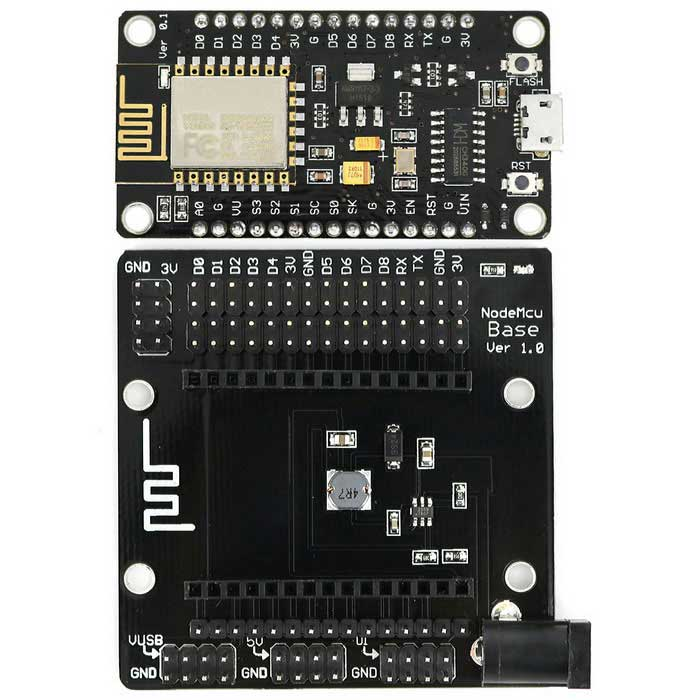 Ver 0.1
D0 D1 D2 D3 D4 3V G D5 D6 D7 D8 RX TX G 3V
FLASH
RST
A0 G VU S3 S2 S1 SC S0 SK G 3V EN RST G VIN
GND 3V
D0 D1 D2 D3 D4 3V GND D5 D6 D7 D8 RX TX GND 3V
NodeMcu
Base
Ver 1.0
4R7
VUSB 5V
GND GND GND